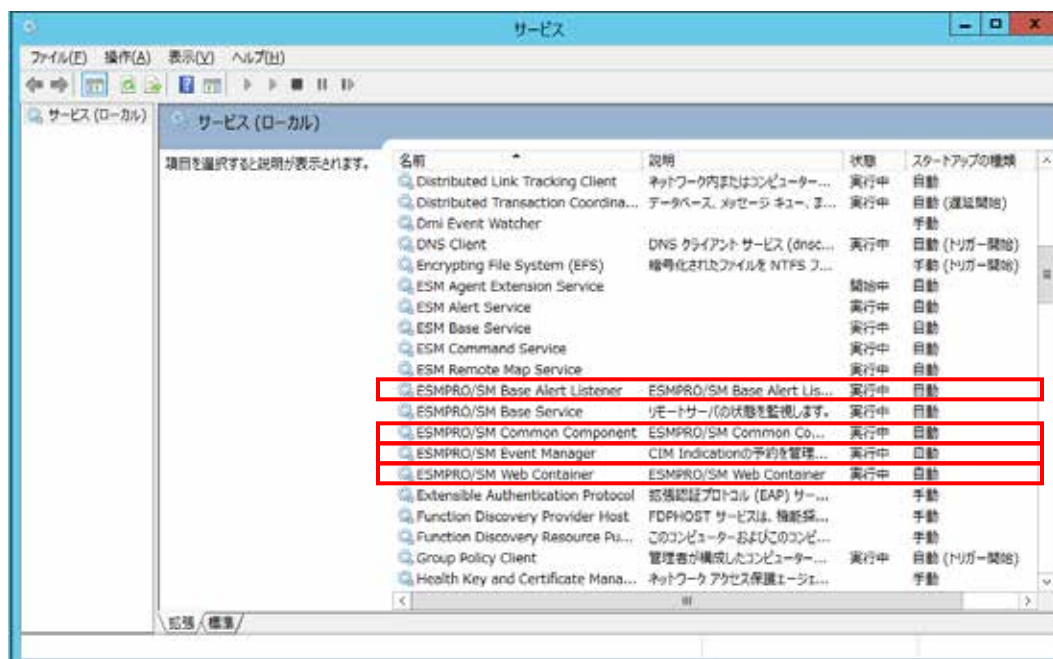 サービス
ファイル(F) 操作(A) 表示(V) ヘルプ(H)
サービス (ローカル)
サービス (ローカル)
項目を選択すると説明が表示されます。
名前 説明 状態 スタートアップの種類
Distributed Link Tracking Client ネットワーク内またはコンピューター... 実行中 自動
Distributed Transaction Coordina... データベース、メッセージ キュー、ま... 実行中 自動 (遅延開始)
Dmi Event Watcher 手動
DNS Client DNS クライアント サービス (dnsc... 実行中 自動 (トリガー開始)
Encrypting File System (EFS) 暗号化されたファイルを NTFS フ... 手動 (トリガー開始)
ESM Agent Extension Service 開始中 自動
ESM Alert Service 実行中 自動
ESM Base Service 実行中 自動
ESM Command Service 実行中 自動
ESM Remote Map Service 実行中 自動
ESMPRO/SM Base Alert Listener ESMPRO/SM Base Alert Lis... 実行中 自動
ESMPRO/SM Base Service リモートサーバの状態を監視します。 実行中 自動
ESMPRO/SM Common Component ESMPRO/SM Common Co... 実行中 自動
ESMPRO/SM Event Manager CIM Indicationの予約を管理... 実行中 自動
ESMPRO/SM Web Container ESMPRO/SM Web Container 実行中 自動
Extensible Authentication Protocol 拡張認証プロトコル (EAP) サー... 手動
Function Discovery Provider Host FDPHOST サービスは、機能探... 手動
Function Discovery Resource Pu... このコンピューターおよびこのコンピ... 手動
Group Policy Client 管理者が構成したコンピューター... 実行中 自動 (トリガー開始)
Health Key and Certificate Mana... ネットワーク アクセス保護エージェ... 手動
拡張 標準